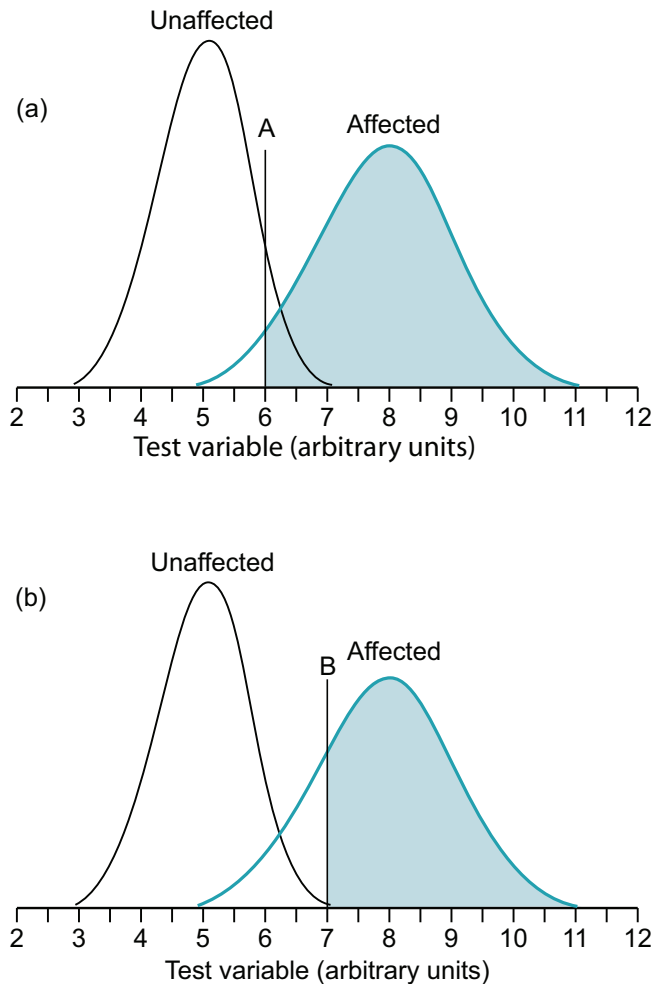 Unaffected
(a)
A
Affected
2 3 4 5 6 7 8 9 10 11 12
Test variable (arbitrary units)
Unaffected
(b)
B
Affected
2 3 4 5 6 7 8 9 10 11 12
Test variable (arbitrary units)